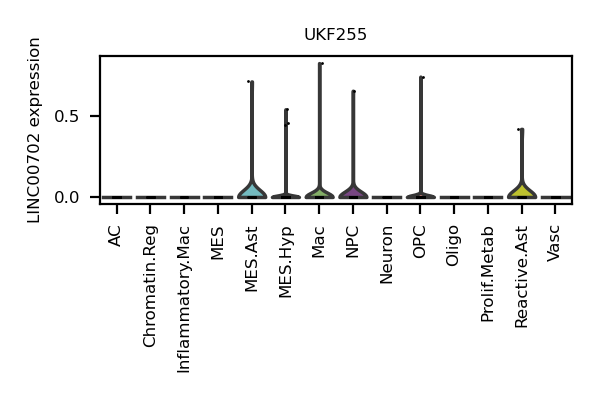 UKF255
LINC00702 expression
0.5
0.0
AC
Chromatin.Reg
Inflammatory.Mac
MES
MES.Ast
MES.Hyp
Mac
NPC
Neuron
OPC
Oligo
Prolif.Metab
Reactive.Ast
Vasc